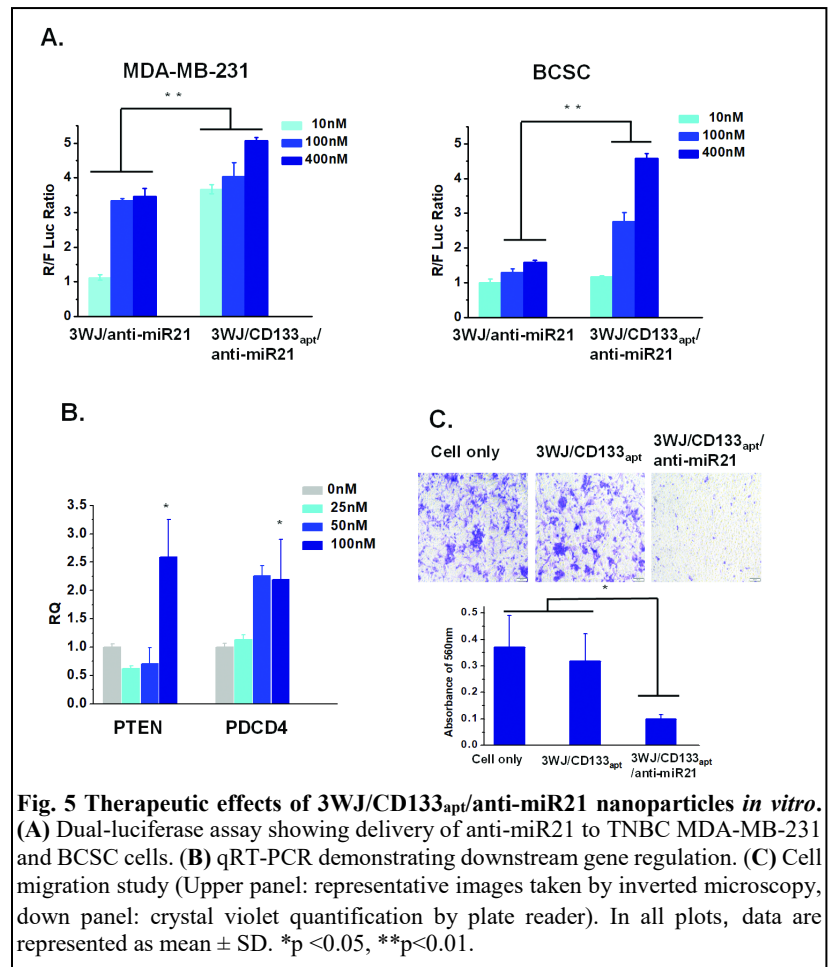 A.
MDA-MB-231
**
10nM
100nM
400nM
R/F Luc Ratio
5
4
3
2
1
0
3WJ/anti-miR21
3WJ/CD133apt/
anti-miR21
BCSC
**
10nM
100nM
400nM
R/F Luc Ratio
5
4
3
2
1
0
3WJ/anti-miR21
3WJ/CD133apt/
anti-miR21
B.
0nM
25nM
50nM
100nM
RQ
3.5
3.0
2.5
2.0
1.5
1.0
0.5
0.0
*
*
PTEN
PDCD4
C.
Cell only
3WJ/CD133apt
3WJ/CD133apt/
anti-miR21
*
Absorbance of 560nm
0.5
0.4
0.3
0.2
0.1
0.0
Cell only
3WJ/CD133apt
3WJ/CD133apt
/anti-miR21
Fig. 5 Therapeutic effects of 3WJ/CD133apt/anti-miR21 nanoparticles in vitro.
(A) Dual-luciferase assay showing delivery of anti-miR21 to TNBC MDA-MB-231
and BCSC cells. (B) qRT-PCR demonstrating downstream gene regulation. (C) Cell
migration study (Upper panel: representative images taken by inverted microscopy,
down panel: crystal violet quantification by plate reader). In all plots, data are
represented as mean ± SD. *p <0.05, **p<0.01.